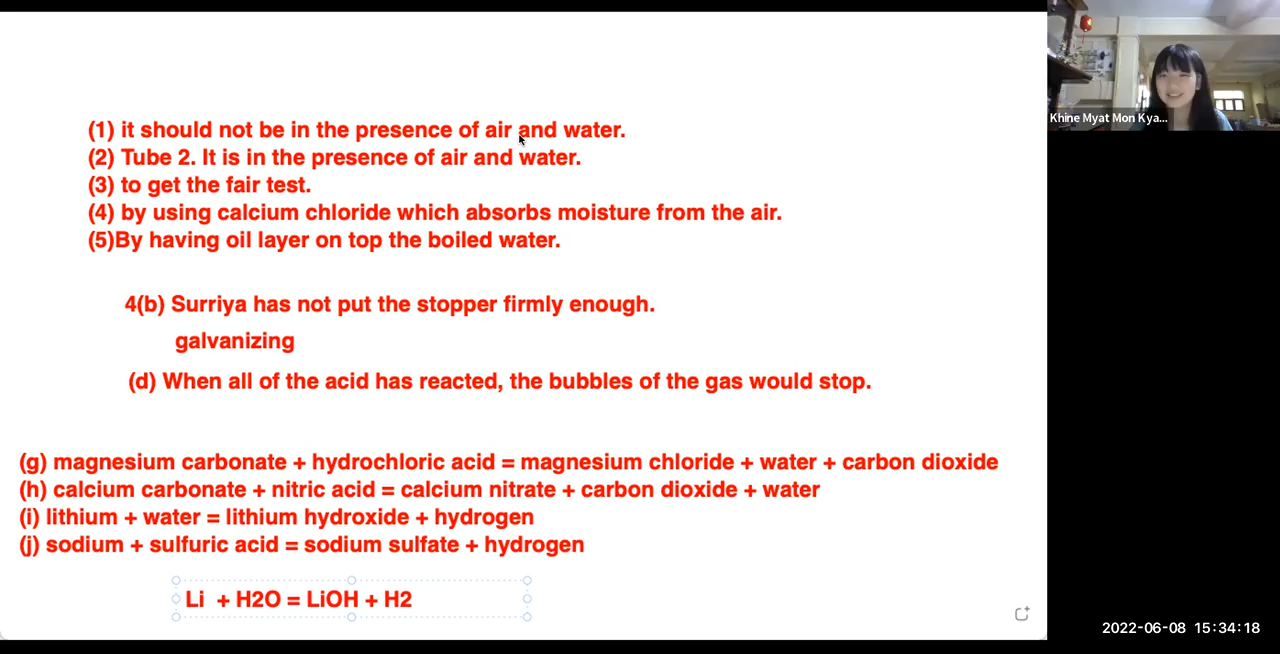 (1) it should not be in the presence of air and water.
(2) Tube 2. It is in the presence of air and water.
(3) to get the fair test.
(4) by using calcium chloride which absorbs moisture from the air.
(5)By having oil layer on top the boiled water.
4(b) Surriya has not put the stopper firmly enough.
galvanizing
(d) When all of the acid has reacted, the bubbles of the gas would stop.
(g) magnesium carbonate + hydrochloric acid = magnesium chloride + water + carbon dioxide
(h) calcium carbonate + nitric acid = calcium nitrate + carbon dioxide + water
(i) lithium + water = lithium hydroxide + hydrogen
(j) sodium + sulfuric acid = sodium sulfate + hydrogen
Li + H2O = LiOH + H2
Khine Myat Mon Kya...
2022-06-08 15:34:18